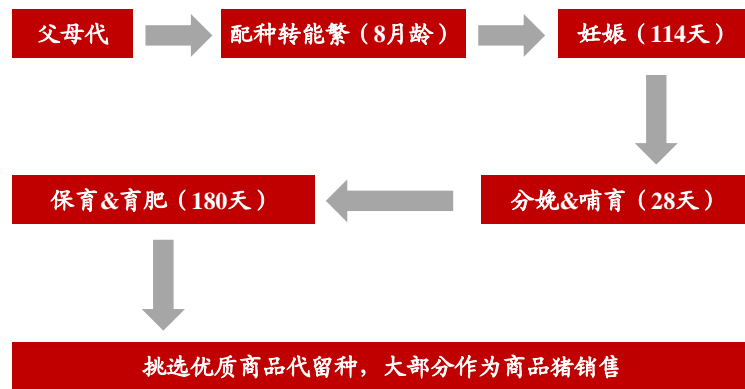 父母代
配种转能繁（8月龄）
妊娠（114天）
分娩&哺育（28天）
保育&育肥（180天）
挑选优质商品代留种，大部分作为商品猪销售